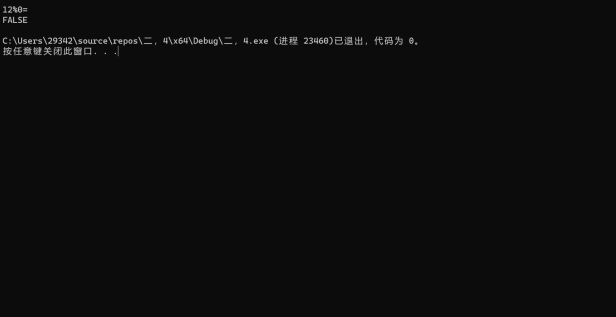 12%0=
FALSE
C:\Users\29342\source\repos\二, 4\x64\Debug\二, 4.exe (进程 23460)已退出，代码为 0。
按任意键关闭此窗口. . .